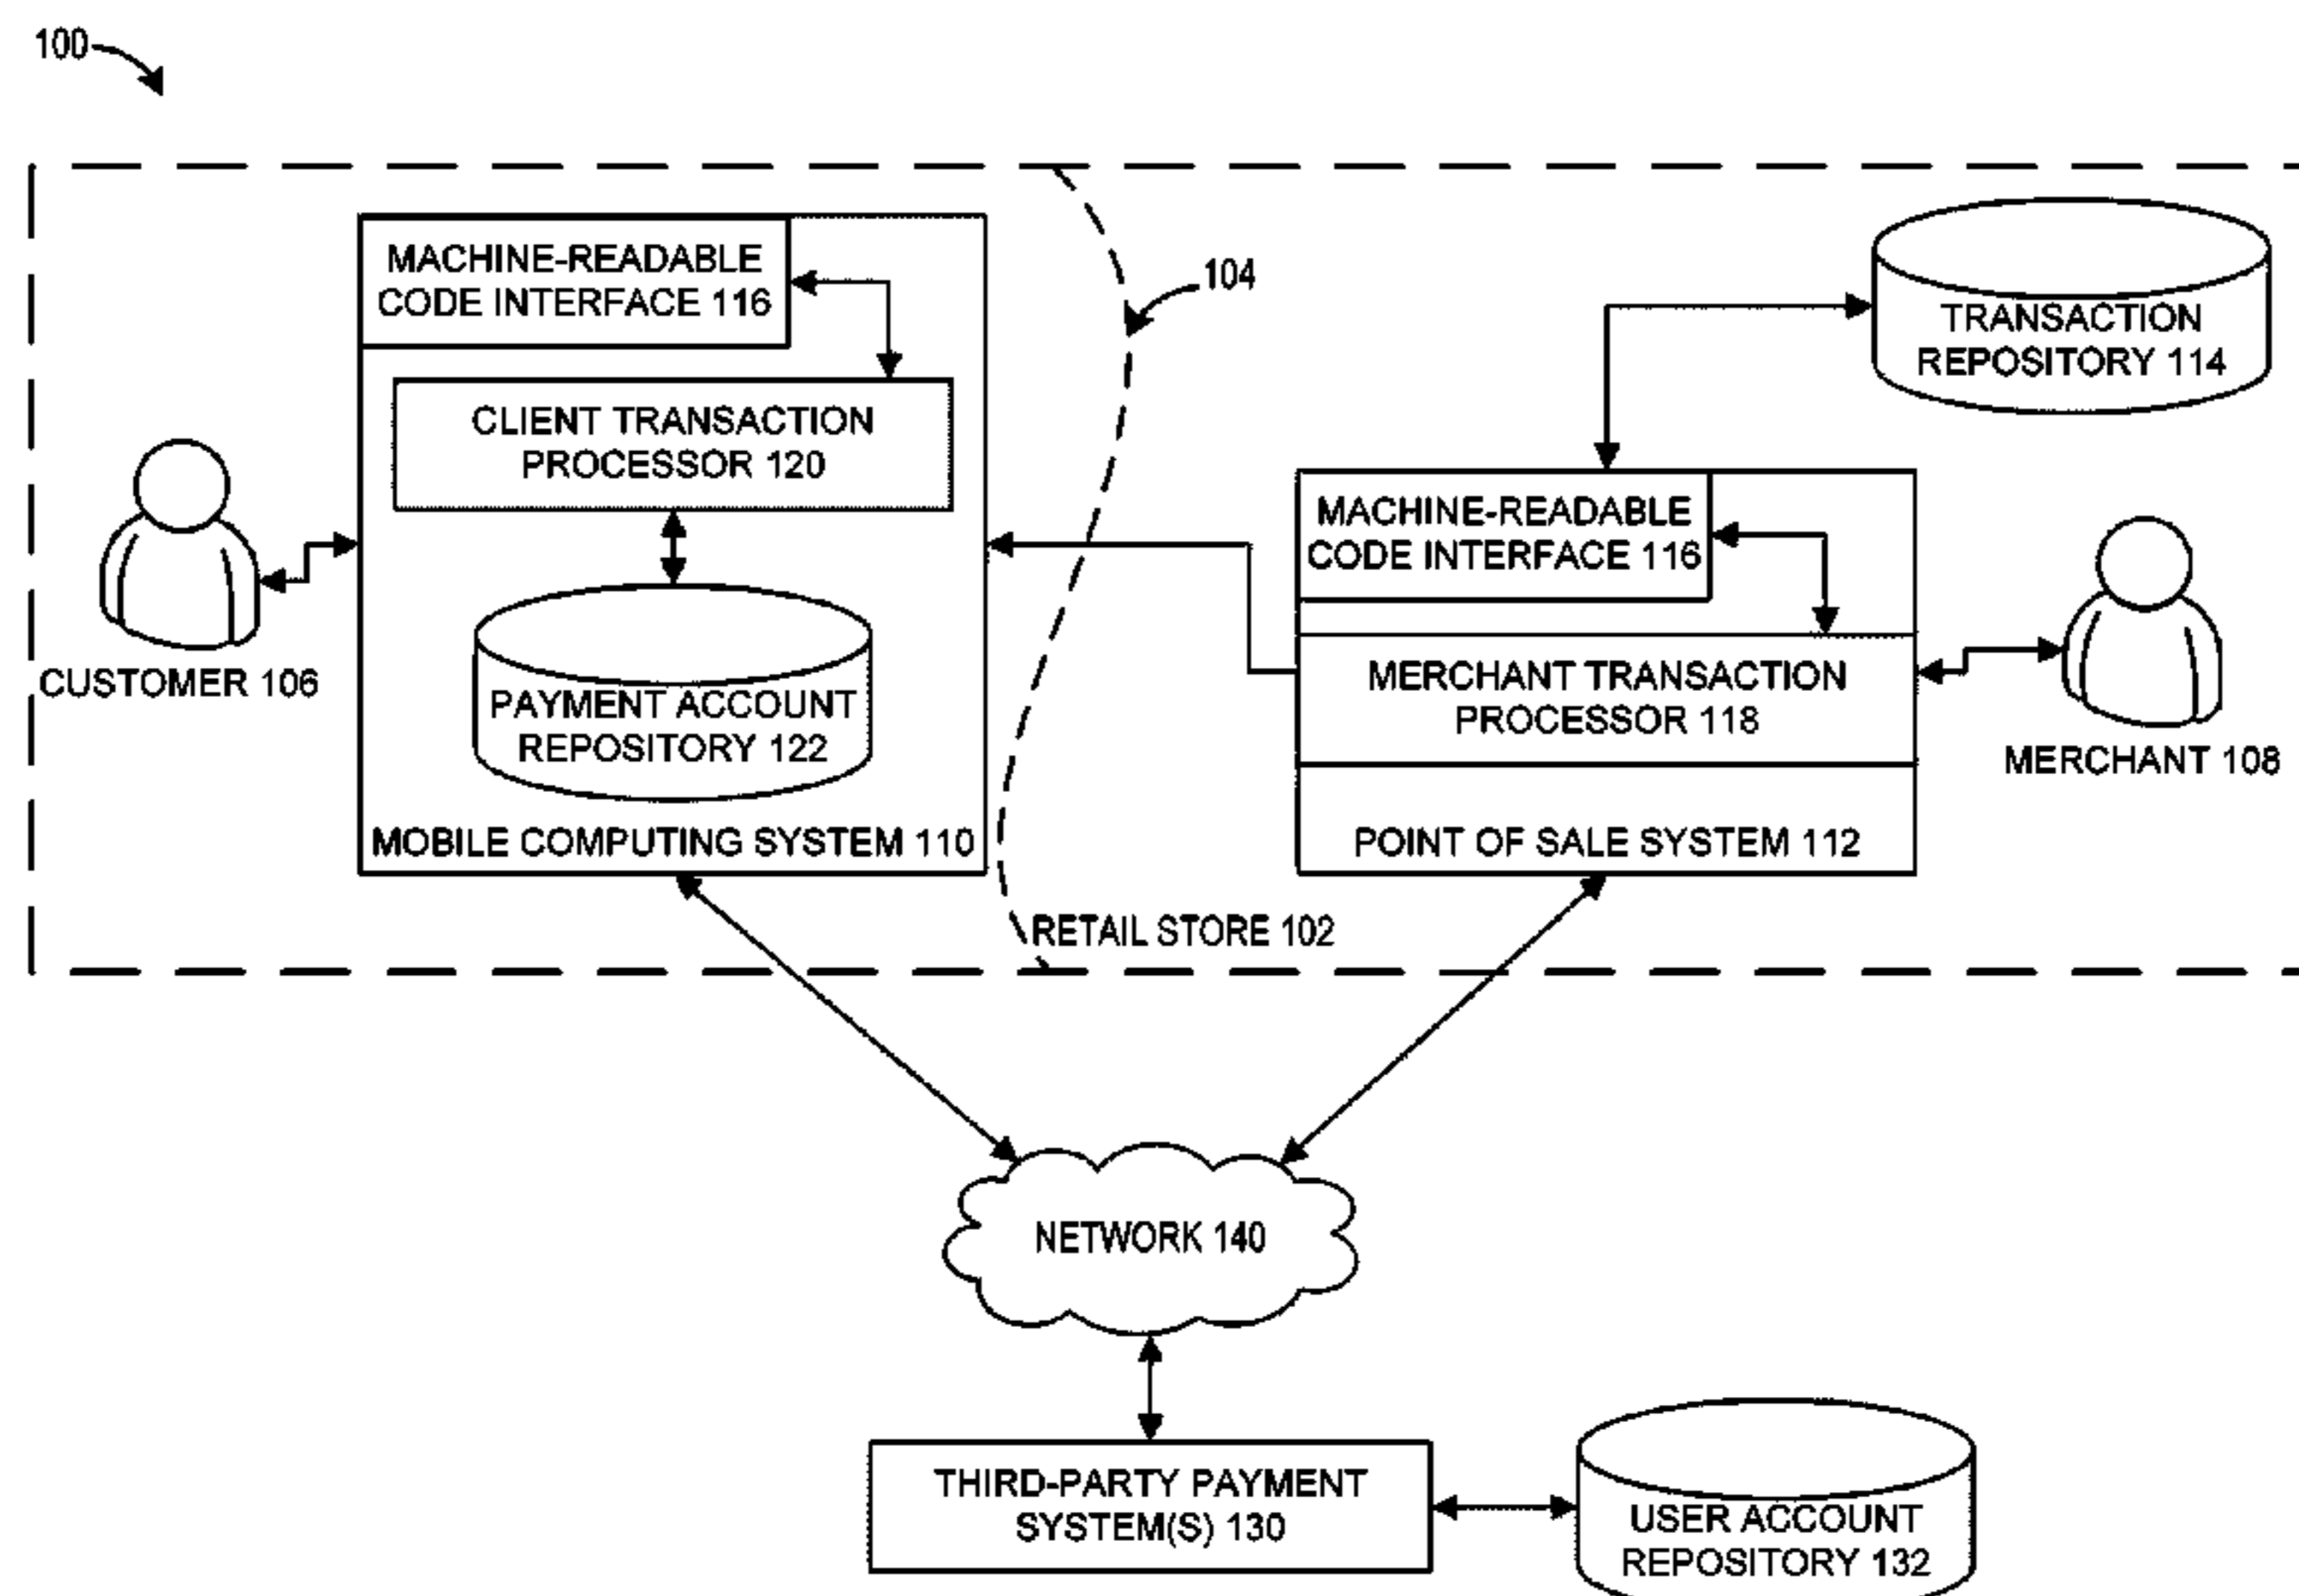 100
MACHINE-READABLE
CODE INTERFACE 116
104
TRANSACTION
REPOSITORY 114
CLIENT TRANSACTION
PROCESSOR 120
MACHINE-READABLE
CODE INTERFACE 116
CUSTOMER 106
PAYMENT ACCOUNT
REPOSITORY 122
MERCHANT TRANSACTION
PROCESSOR 118
MERCHANT 108
MOBILE COMPUTING SYSTEM 110
POINT OF SALE SYSTEM 112
RETAIL STORE 102
NETWORK 140
THIRD-PARTY PAYMENT
SYSTEM(S) 130
USER ACCOUNT
REPOSITORY 132